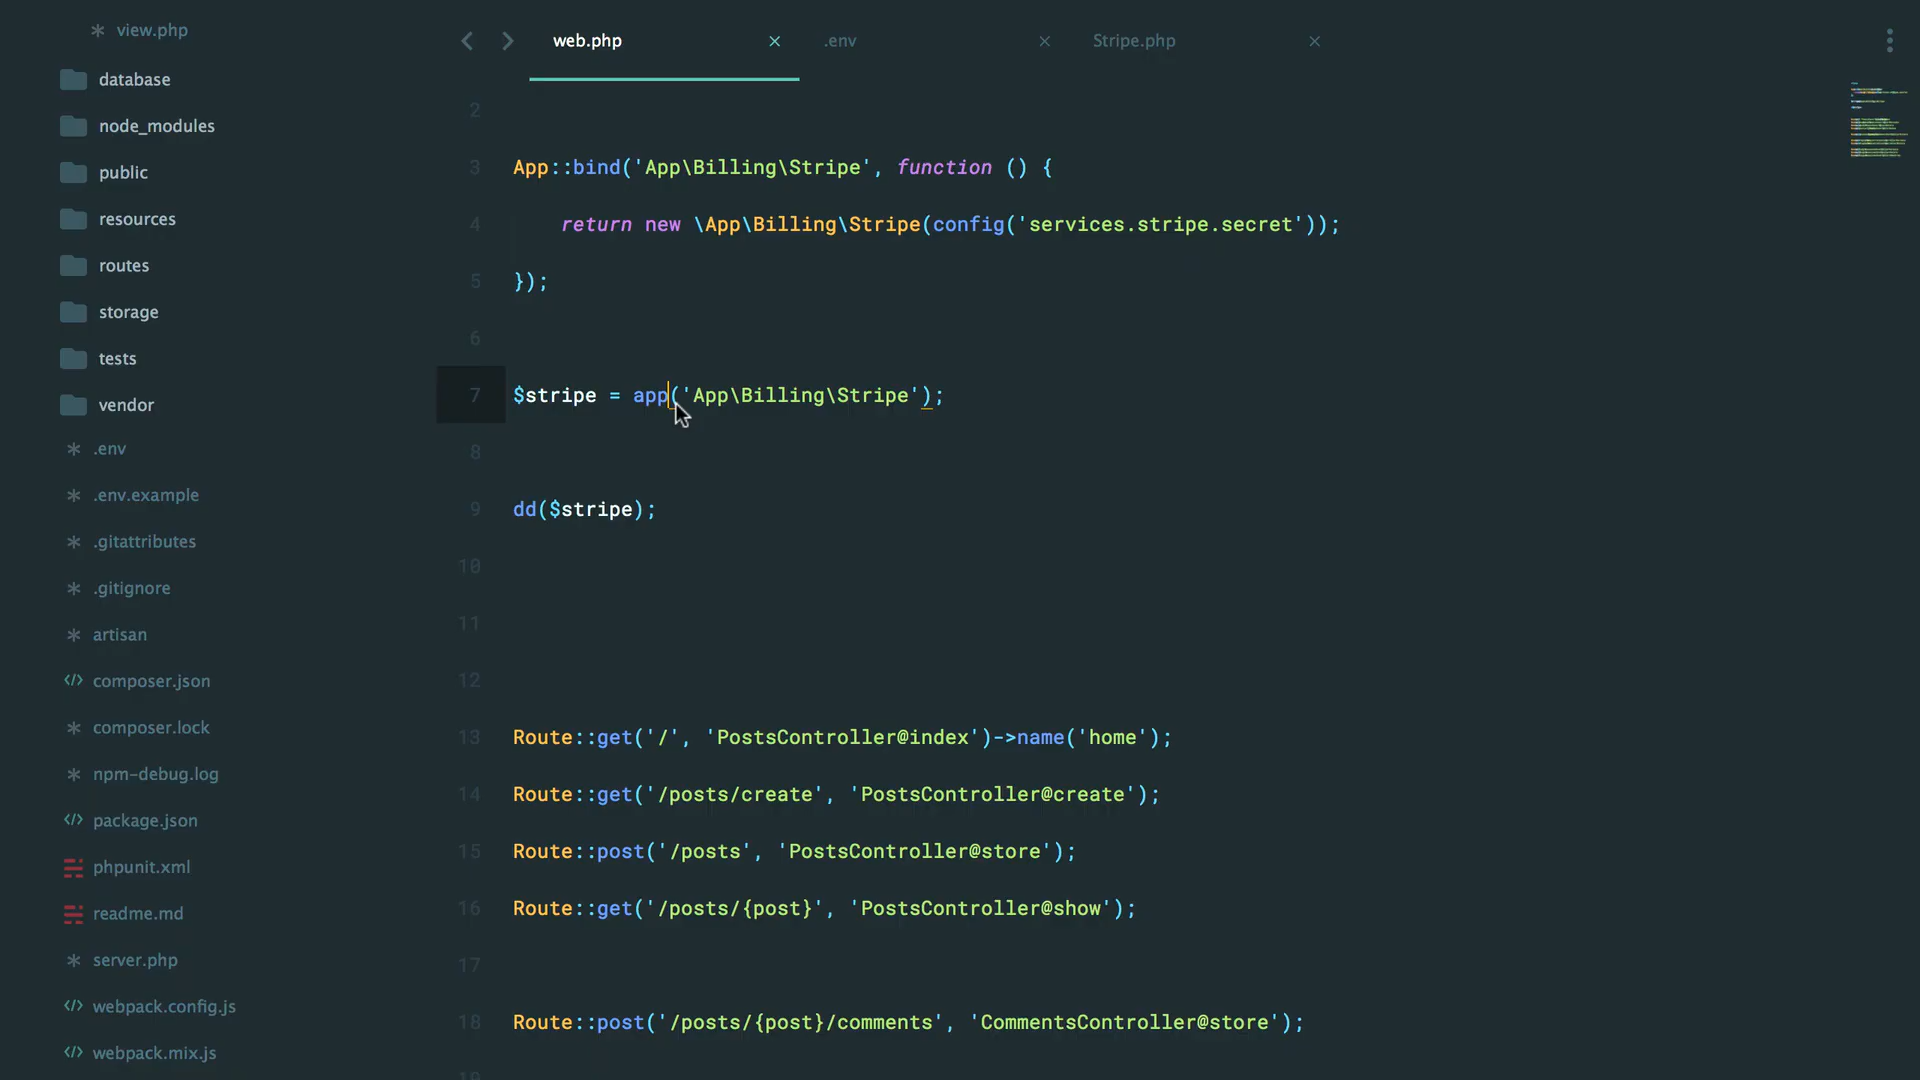 view.php
database
node_modules
public
resources
routes
storage
tests
vendor
.env
.env.example
.gitattributes
.gitignore
artisan
composer.json
composer.lock
npm-debug.log
package.json
phpunit.xml
readme.md
server.php
webpack.config.js
webpack.mix.js
web.php
.env
Stripe.php
2
3 App::bind('App\Billing\Stripe', function () {
4 return new \App\Billing\Stripe(config('services.stripe.secret'));
5 });
6
7 $stripe = app('App\Billing\Stripe');
8
9 dd($stripe);
10
11
12
13 Route::get('/', 'PostsController@index')->name('home');
14 Route::get('/posts/create', 'PostsController@create');
15 Route::post('/posts', 'PostsController@store');
16 Route::get('/posts/{post}', 'PostsController@show');
17
18 Route::post('/posts/{post}/comments', 'CommentsController@store');